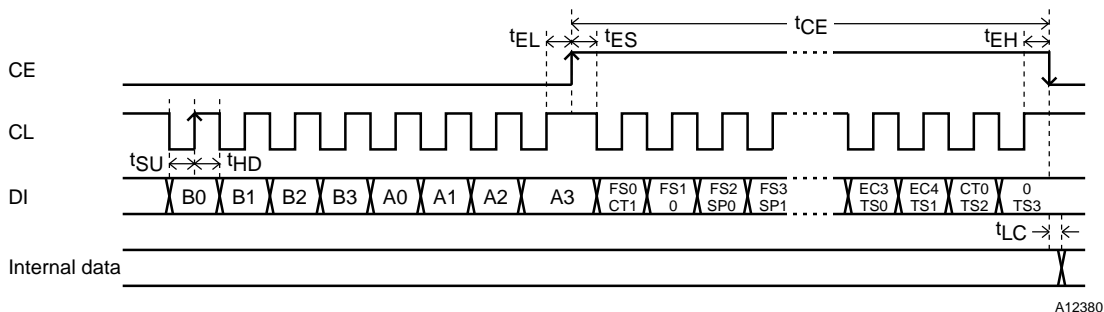 tCE
tEL tES tEH
CE
CL
tSU tHD
DI B0 B1 B2 B3 A0 A1 A2 A3 FS0 FS1 FS2 FS3 EC3 EC4 CT0 0
CT1 0 SP0 SP1 TS0 TS1 TS2 TS3
tLC
Internal data
A12380